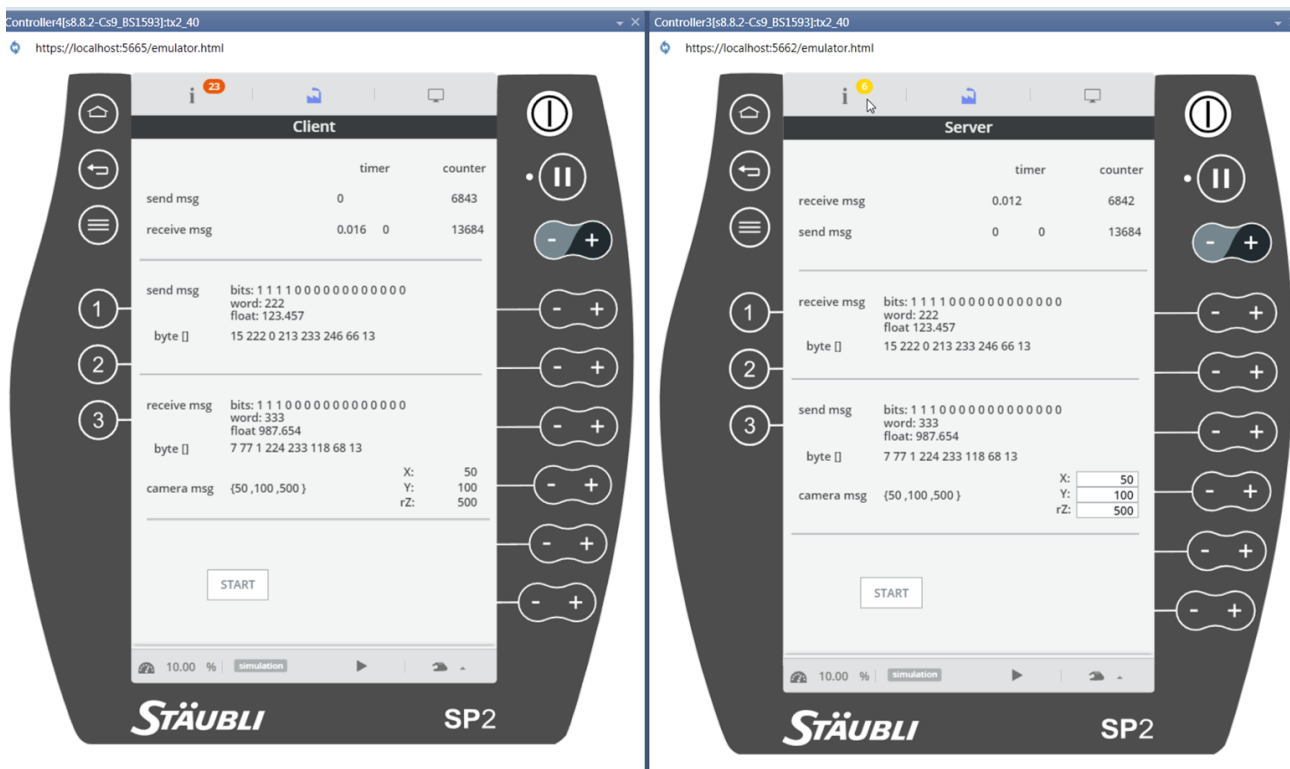 Controller4[s8.8.2-Cs9_BS1593]:tx2_40
https://localhost:5665/emulator.html
i 23
Client
timer counter
send msg 0 6843
receive msg 0.016 0 13684
send msg bits: 1 1 1 1 0 0 0 0 0 0 0 0 0 0 0 0
word: 222
float: 123.457
byte [] 15 222 0 213 233 246 66 13
receive msg bits: 1 1 1 0 0 0 0 0 0 0 0 0 0 0 0 0
word: 333
float 987.654
byte [] 7 77 1 224 233 118 68 13
X: 50
camera msg {50 ,100 ,500 } Y: 100
rZ: 500
START
10.00 % simulation
1
2
3
- +
- +
- +
- +
- +
- +
- +
STÄUBLI SP2
Controller3[s8.8.2-Cs9_BS1593]:tx2_40
https://localhost:5662/emulator.html
i 6
Server
timer counter
receive msg 0.012 6842
send msg 0 0 13684
receive msg bits: 1 1 1 1 0 0 0 0 0 0 0 0 0 0 0 0
word: 222
float 123.457
byte [] 15 222 0 213 233 246 66 13
send msg bits: 1 1 1 0 0 0 0 0 0 0 0 0 0 0 0 0
word: 333
float: 987.654
byte [] 7 77 1 224 233 118 68 13
X: 50
camera msg {50 ,100 ,500 } Y: 100
rZ: 500
START
10.00 % simulation
1
2
3
- +
- +
- +
- +
- +
- +
- +
STÄUBLI SP2